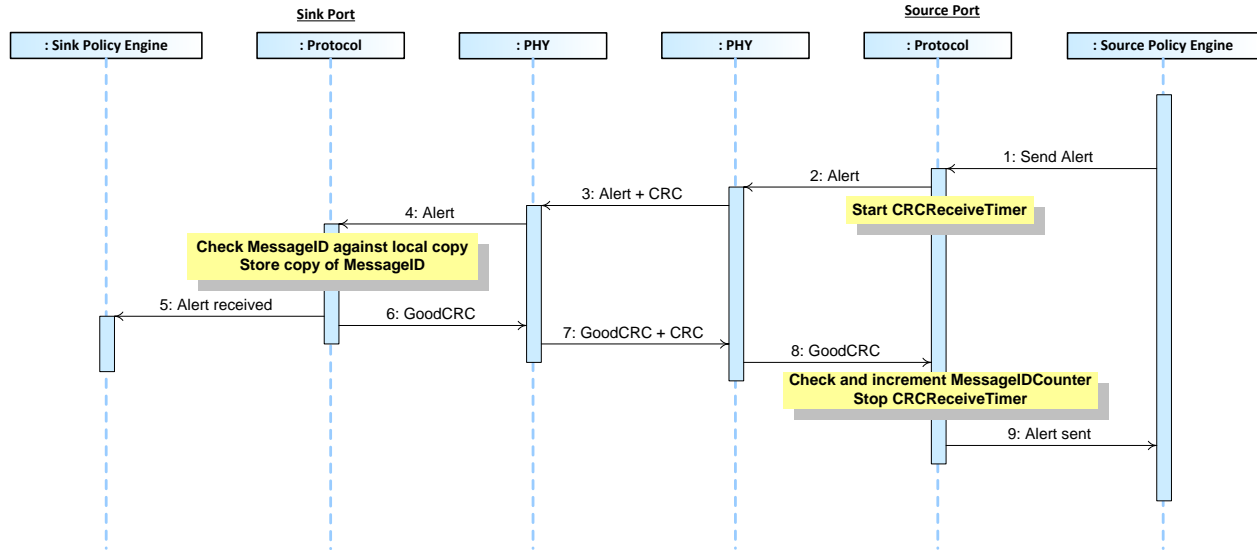 Sink Port
Source Port
: Sink Policy Engine
: Protocol
: PHY
: PHY
: Protocol
: Source Policy Engine
1: Send Alert
2: Alert
3: Alert + CRC
Start CRCReceiveTimer
4: Alert
Check MessageID against local copy
Store copy of MessageID
5: Alert received
6: GoodCRC
7: GoodCRC + CRC
8: GoodCRC
Check and increment MessageIDCounter
Stop CRCReceiveTimer
9: Alert sent